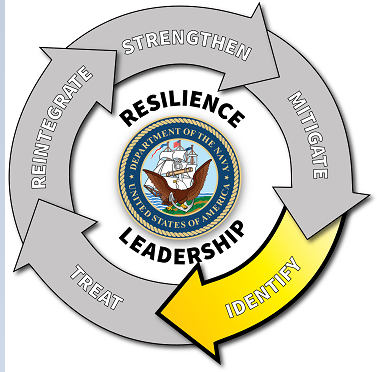 STRENGTHEN
MITIGATE
IDENTIFY
TREAT
REINTEGRATE
RESILIENCE
DEPARTMENT OF THE NAVY
UNITED STATES OF AMERICA
LEADERSHIP